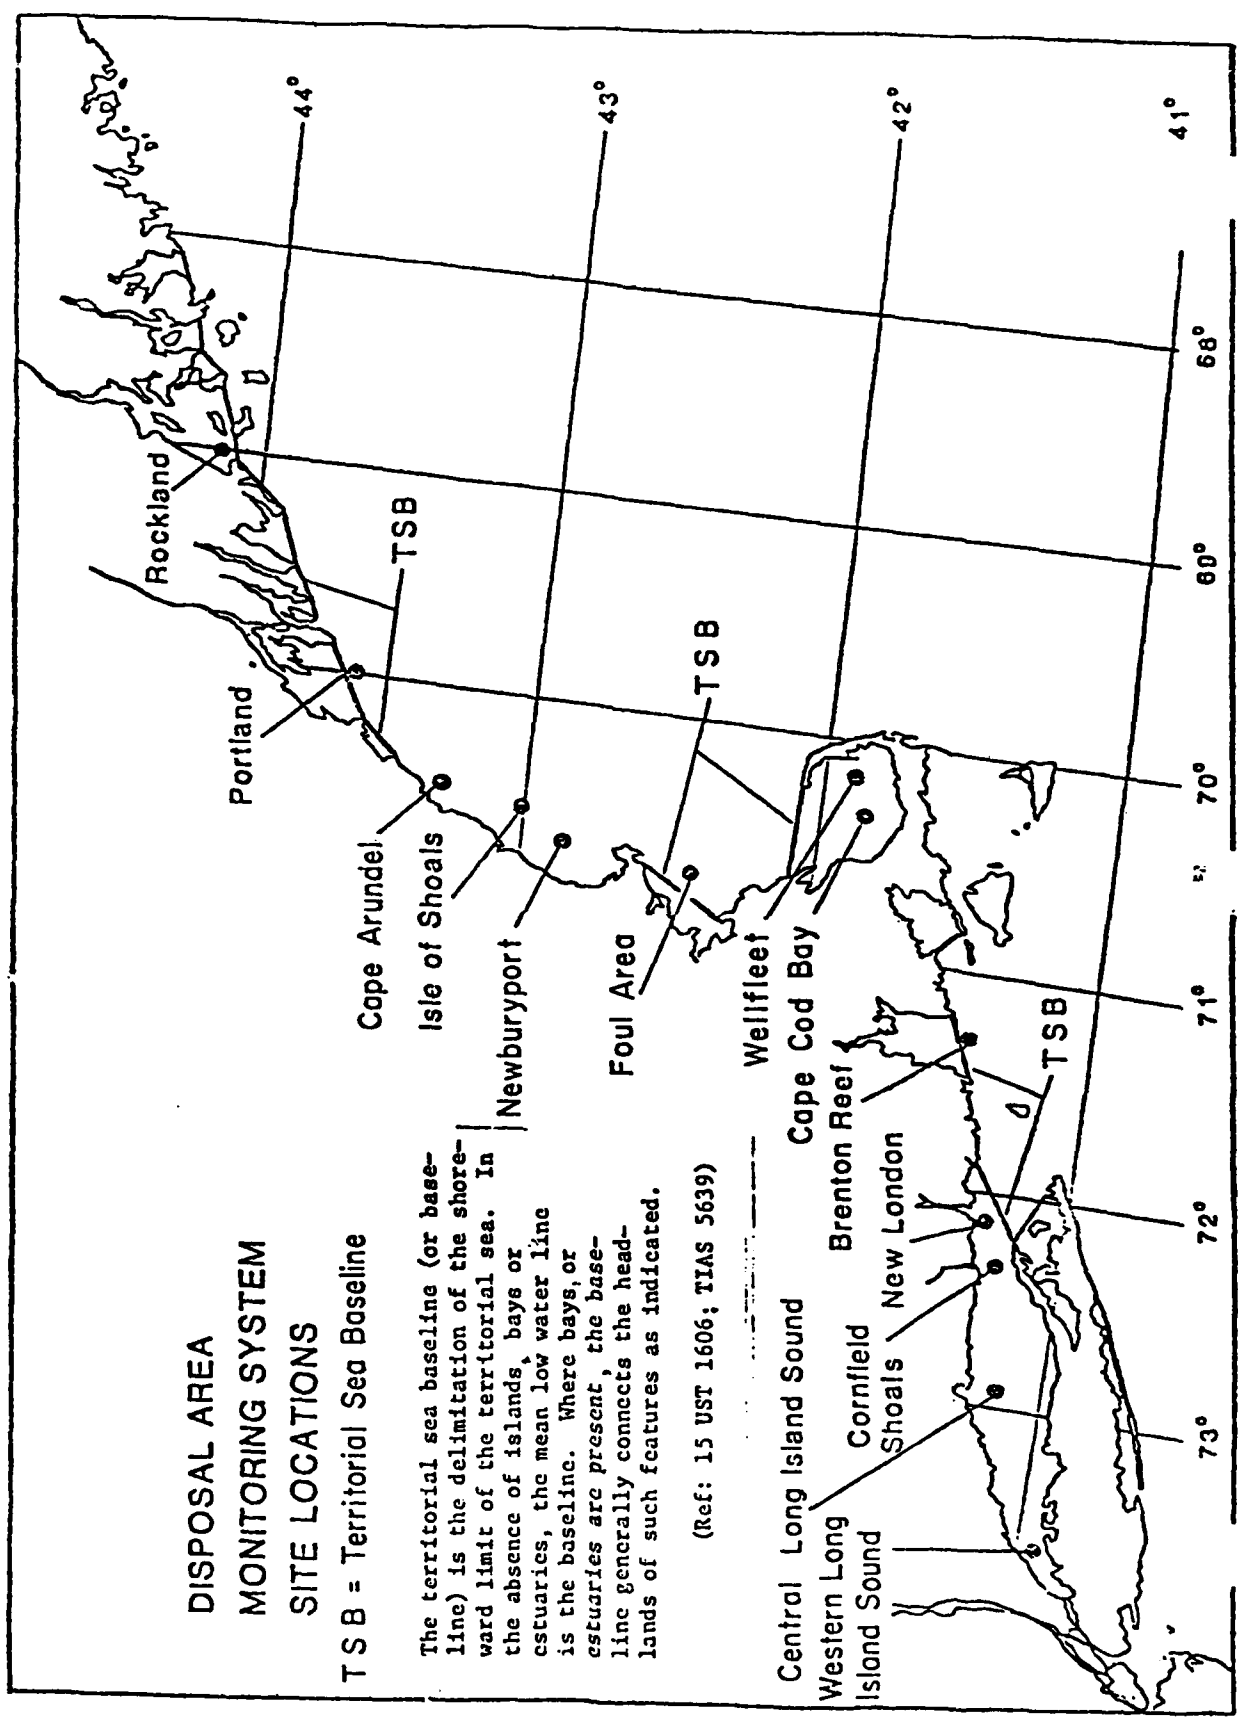 DISPOSAL AREA
MONITORING SYSTEM
SITE LOCATIONS
TSB = Territorial Sea Baseline
The territorial sea baseline (or base-
line) is the delimitation of the shore-
ward limit of the territorial sea. In
the absence of islands, bays or
estuaries, the mean low water line
is the baseline. Where bays, or
estuaries are present, the base-
line generally connects the head-
lands of such features as indicated.
(Ref: 15 UST 1606; TIAS 5639)
Rockland
Portland
TSB
Cape Arundel
Isle of Shoals
Newburyport
Foul Area
TSB
Wellfleet
Cape Cod Bay
Brenton Reef
New London
Cornfield
Shoals
Central Long Island Sound
Western Long
Island Sound
TSB
44°
43°
42°
41°
73°
72°
71°
70°
69°
68°